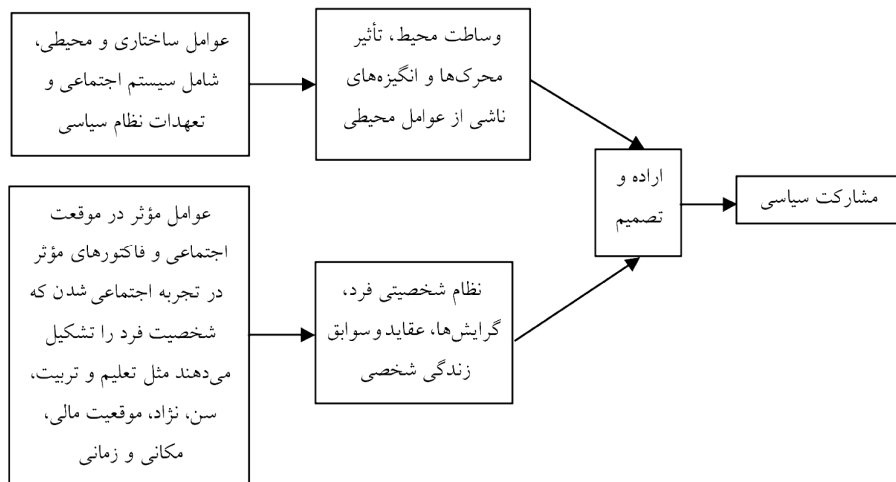 عوامل ساختاری و محیطی،
شامل سیستم اجتماعی و
تعهدات نظام سیاسی
وساطت محیط، تأثیر
محرک‌ها و انگیزه‌های
ناشی از عوامل محیطی
عوامل مؤثر در موقعت
اجتماعی و فاکتورهای مؤثر
در تجربه اجتماعی شدن که
شخصیت فرد را تشکیل
می‌دهند مثل تعلیم و تربیت،
سن، نژاد، موقعیت مالی،
مکانی و زمانی
نظام شخصیتی فرد،
گرایش‌ها، عقاید و سوابق
زندگی شخصی
اراده و
تصمیم
مشارکت سیاسی